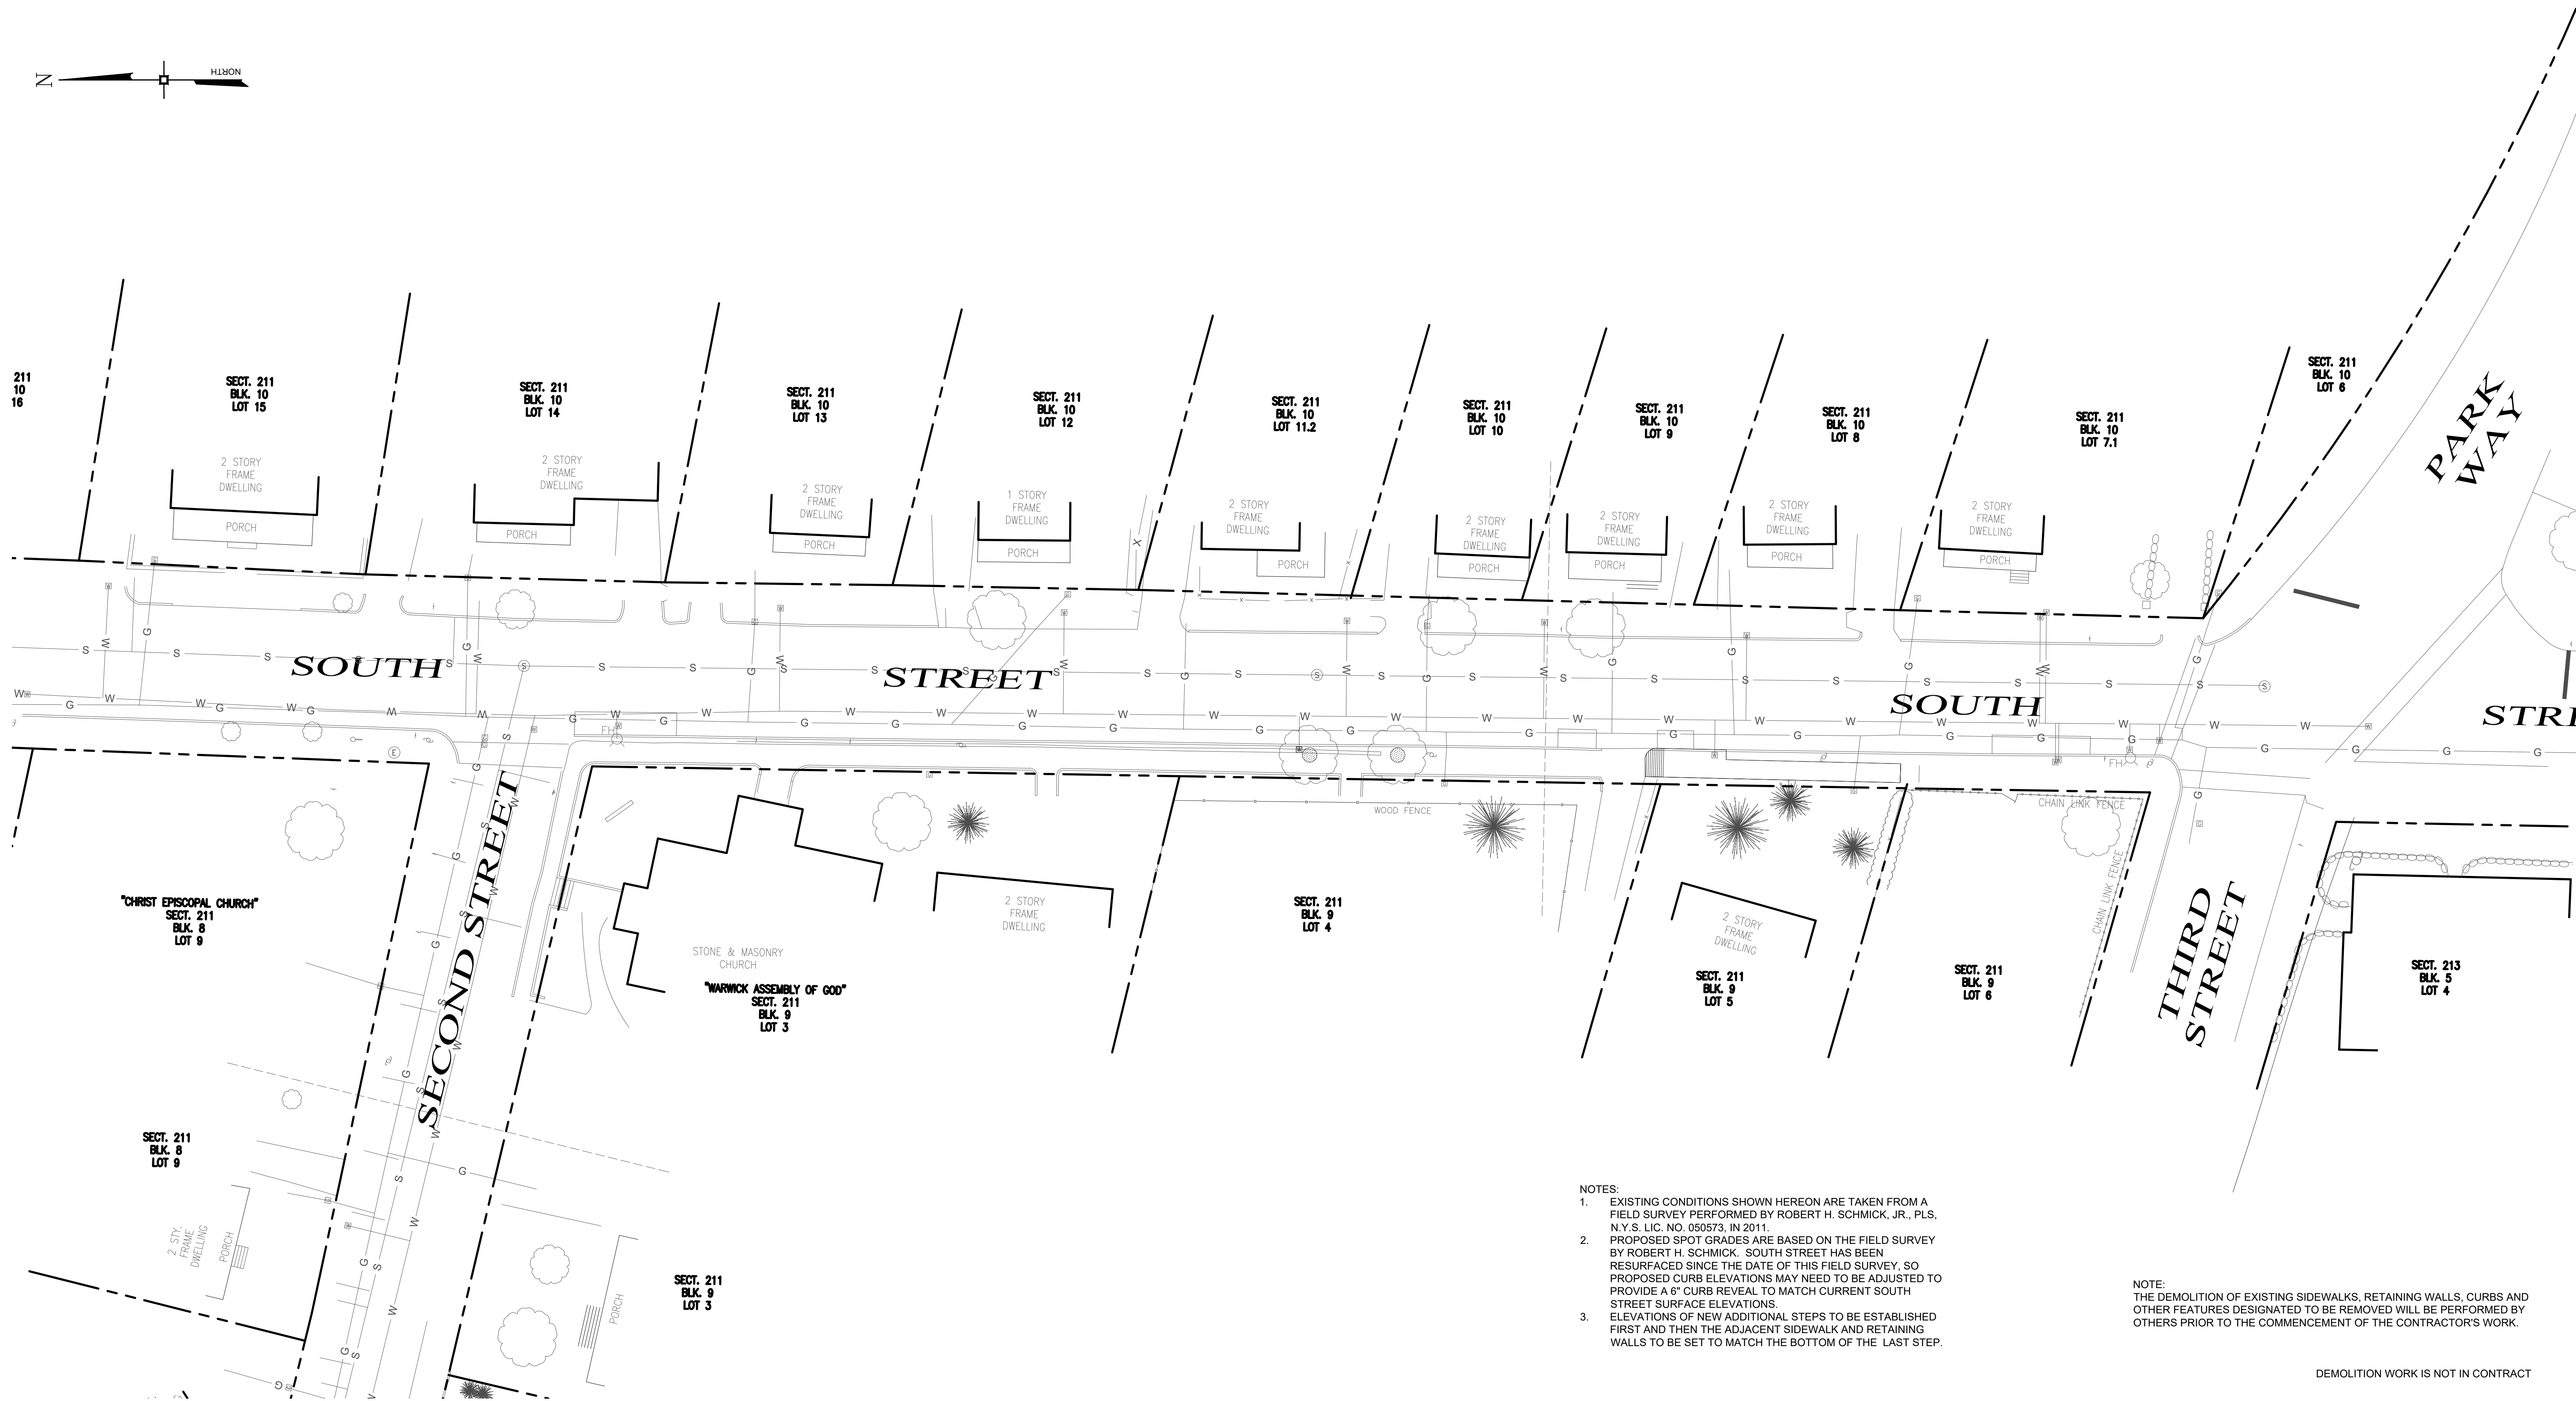 N
NORTH
211
10
16
SECT. 211
BLK. 10
LOT 15
SECT. 211
BLK. 10
LOT 14
SECT. 211
BLK. 10
LOT 13
SECT. 211
BLK. 10
LOT 12
SECT. 211
BLK. 10
LOT 11.2
SECT. 211
BLK. 10
LOT 10
SECT. 211
BLK. 10
LOT 9
SECT. 211
BLK. 10
LOT 8
SECT. 211
BLK. 10
LOT 7.1
SECT. 211
BLK. 10
LOT 6
PARK
WAY
2 STORY
FRAME
DWELLING
PORCH
2 STORY
FRAME
DWELLING
PORCH
2 STORY
FRAME
DWELLING
PORCH
1 STORY
FRAME
DWELLING
PORCH
2 STORY
FRAME
DWELLING
PORCH
2 STORY
FRAME
DWELLING
PORCH
2 STORY
FRAME
DWELLING
PORCH
2 STORY
FRAME
DWELLING
PORCH
2 STORY
FRAME
DWELLING
PORCH
SOUTH STREET
SOUTH STRE
FH
FH
WOOD FENCE
CHAIN LINK FENCE
CHAIN LINK FENCE
"CHRIST EPISCOPAL CHURCH"
SECT. 211
BLK. 8
LOT 9
SECOND STREET
STONE & MASONRY
CHURCH
"WARWICK ASSEMBLY OF GOD"
SECT. 211
BLK. 9
LOT 3
2 STORY
FRAME
DWELLING
SECT. 211
BLK. 9
LOT 4
2 STORY
FRAME
DWELLING
SECT. 211
BLK. 9
LOT 5
SECT. 211
BLK. 9
LOT 6
THIRD
STREET
SECT. 213
BLK. 5
LOT 4
SECT. 211
BLK. 8
LOT 9
2 STY.
FRAME
DWELLING
PORCH
PORCH
SECT. 211
BLK. 9
LOT 3
NOTES:
1. EXISTING CONDITIONS SHOWN HEREON ARE TAKEN FROM A
FIELD SURVEY PERFORMED BY ROBERT H. SCHMICK, JR., PLS,
N.Y.S. LIC. NO. 050573, IN 2011.
2. PROPOSED SPOT GRADES ARE BASED ON THE FIELD SURVEY
BY ROBERT H. SCHMICK. SOUTH STREET HAS BEEN
RESURFACED SINCE THE DATE OF THIS FIELD SURVEY, SO
PROPOSED CURB ELEVATIONS MAY NEED TO BE ADJUSTED TO
PROVIDE A 6" CURB REVEAL TO MATCH CURRENT SOUTH
STREET SURFACE ELEVATIONS.
3. ELEVATIONS OF NEW ADDITIONAL STEPS TO BE ESTABLISHED
FIRST AND THEN THE ADJACENT SIDEWALK AND RETAINING
WALLS TO BE SET TO MATCH THE BOTTOM OF THE LAST STEP.
NOTE:
THE DEMOLITION OF EXISTING SIDEWALKS, RETAINING WALLS, CURBS AND
OTHER FEATURES DESIGNATED TO BE REMOVED WILL BE PERFORMED BY
OTHERS PRIOR TO THE COMMENCEMENT OF THE CONTRACTOR'S WORK.
DEMOLITION WORK IS NOT IN CONTRACT